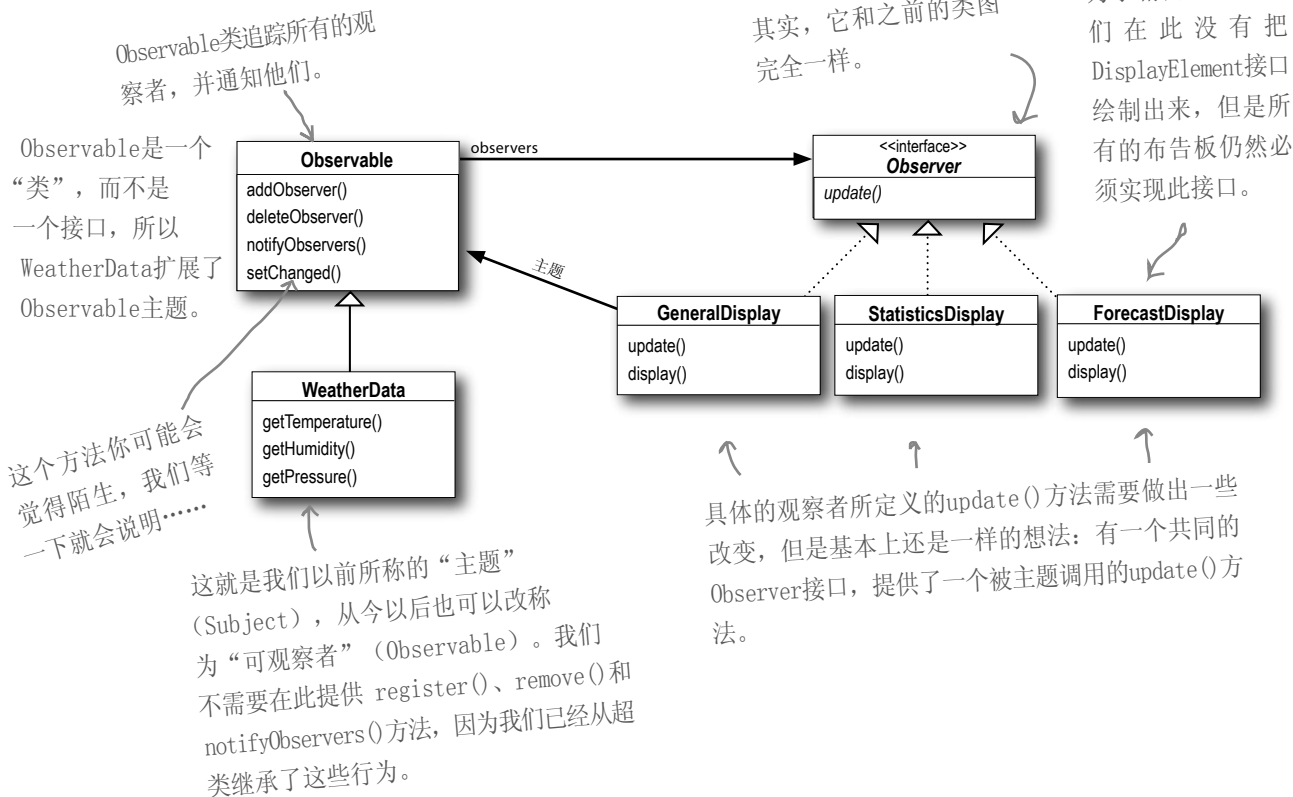 Observable类追踪所有的观
察者，并通知他们。
其实，它和之前的类图
完全一样。
们在此没有把
DisplayElement接口
绘制出来，但是所
有的布告板仍然必
须实现此接口。
Observable是一个
“类”，而不是
一个接口，所以
WeatherData扩展了
Observable主题。
Observable
addObserver()
deleteObserver()
notifyObservers()
setChanged()
observers
<<interface>>
Observer
update()
主题
GeneralDisplay
update()
display()
StatisticsDisplay
update()
display()
ForecastDisplay
update()
display()
WeatherData
getTemperature()
getHumidity()
getPressure()
这个方法你可能会
觉得陌生，我们等
一下就会说明……
具体的观察者所定义的update()方法需要做出一些
改变，但是基本上还是一样的想法：有一个共同的
Observer接口，提供了一个被主题调用的update()方
法。
这就是我们以前所称的“主题”
（Subject），从今以后也可以改称
为“可观察者”（Observable）。我们
不需要在此提供 register()、remove()和
notifyObservers()方法，因为我们已经从超
类继承了这些行为。